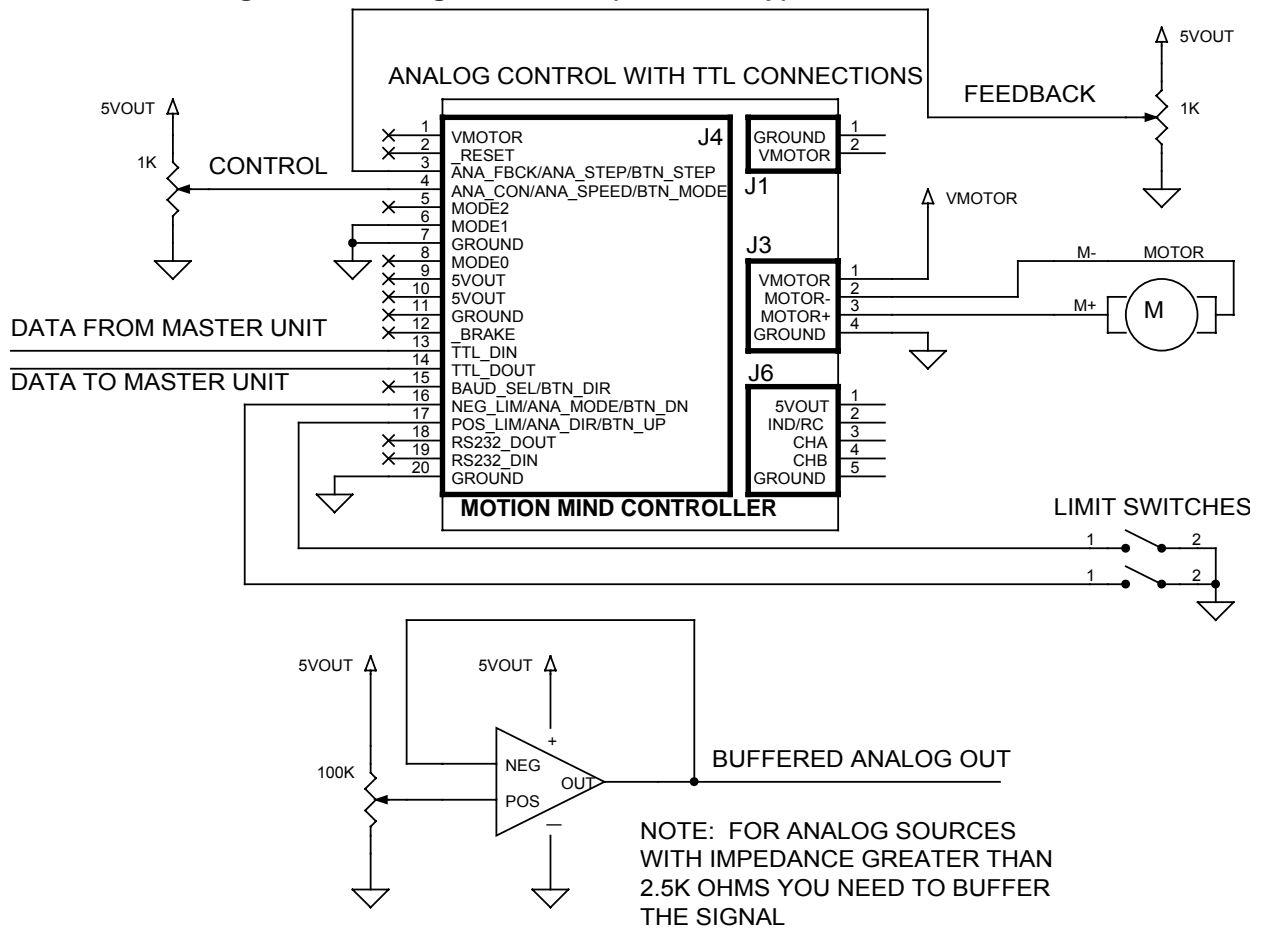 ANALOG CONTROL WITH TTL CONNECTIONS
5VOUT
1K
CONTROL
FEEDBACK
5VOUT
1K
J4
1 VMOTOR
2 _RESET
3 ANA_FBCK/ANA_STEP/BTN_STEP
4 ANA_CON/ANA_SPEED/BTN_MODE
5 MODE2
6 MODE1
7 GROUND
8 MODE0
9 5VOUT
10 5VOUT
11 GROUND
12 _BRAKE
13 TTL_DIN
14 TTL_DOUT
15 BAUD_SEL/BTN_DIR
16 NEG_LIM/ANA_MODE/BTN_DN
17 POS_LIM/ANA_DIR/BTN_UP
18 RS232_DOUT
19 RS232_DIN
20 GROUND
DATA FROM MASTER UNIT
DATA TO MASTER UNIT
GROUND 1
VMOTOR 2
J1
VMOTOR
J3
VMOTOR 1
MOTOR- 2
MOTOR+ 3
GROUND 4
M- MOTOR
M+ M
J6
5VOUT 1
IND/RC 2
CHA 3
CHB 4
GROUND 5
MOTION MIND CONTROLLER
LIMIT SWITCHES
1 2
1 2
5VOUT
5VOUT
100K
+
NEG
POS
OUT
—
BUFFERED ANALOG OUT
NOTE: FOR ANALOG SOURCES
WITH IMPEDANCE GREATER THAN
2.5K OHMS YOU NEED TO BUFFER
THE SIGNAL